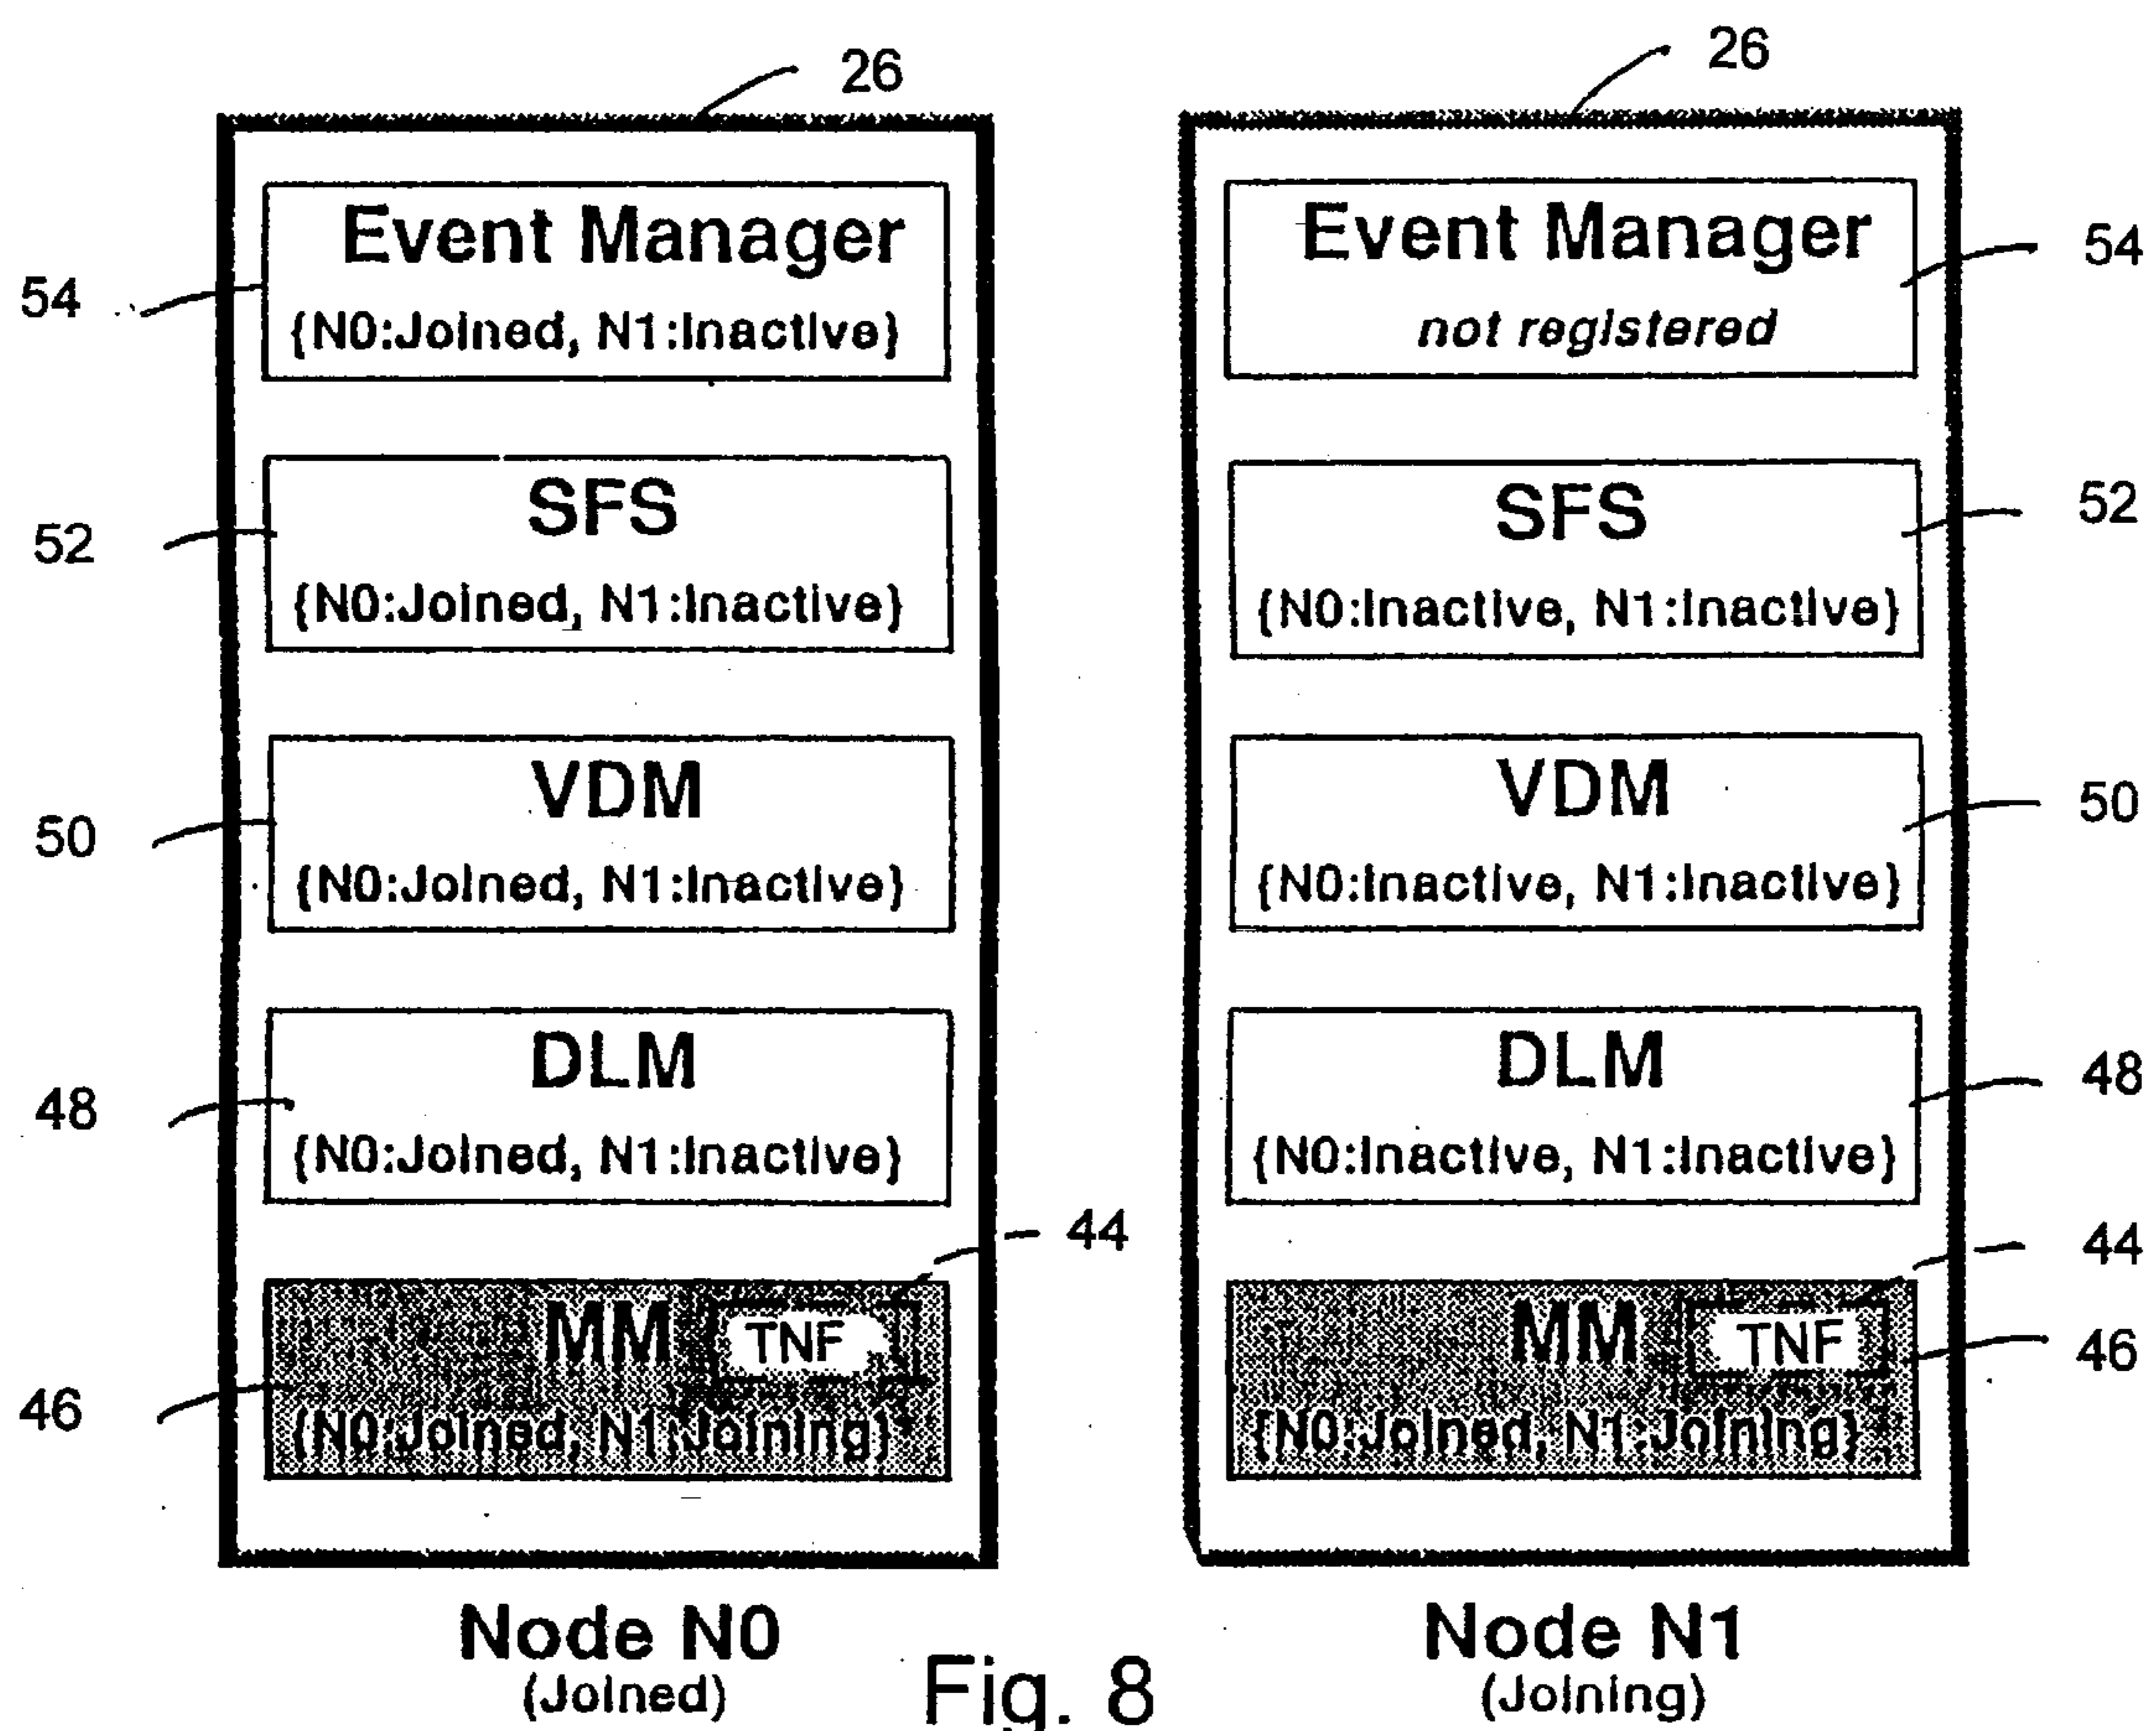 26
Event Manager
54
{N0:Joined, N1:Inactive}
SFS
52
{N0:Joined, N1:Inactive}
VDM
50
{N0:Joined, N1:Inactive}
DLM
48
{N0:Joined, N1:Inactive}
44
MM TNF
46
{N0:Joined, N1:Joining}
Node N0
(Joined)
26
Event Manager
54
not registered
SFS
52
{N0:Inactive, N1:Inactive}
VDM
50
{N0:Inactive, N1:Inactive}
DLM
48
{N0:Inactive, N1:Inactive}
44
MM TNF
46
{N0:Joined, N1:Joining}
Node N1
(Joining)
Fig. 8